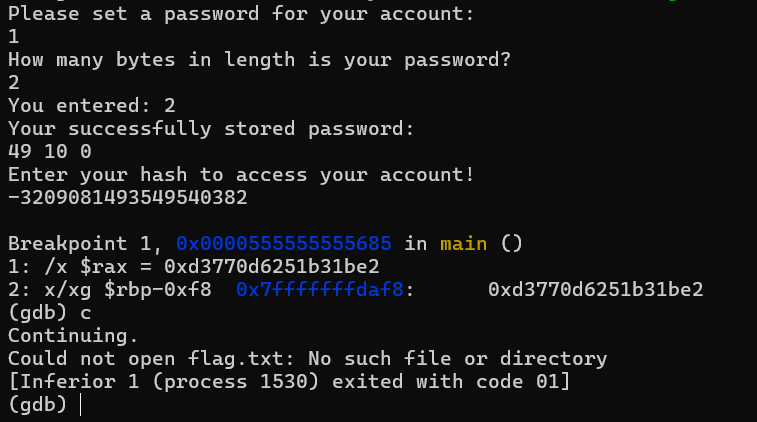 Please set a password for your account:
1
How many bytes in length is your password?
2
You entered: 2
Your successfully stored password:
49 10 0
Enter your hash to access your account!
-3209081493549540382
Breakpoint 1, 0x0000555555555685 in main ()
1: /x $rax = 0xd3770d6251b31be2
2: x/xg $rbp-0xf8  0x7fffffffdaf8:      0xd3770d6251b31be2
(gdb) c
Continuing.
Could not open flag.txt: No such file or directory
[Inferior 1 (process 1530) exited with code 01]
(gdb)